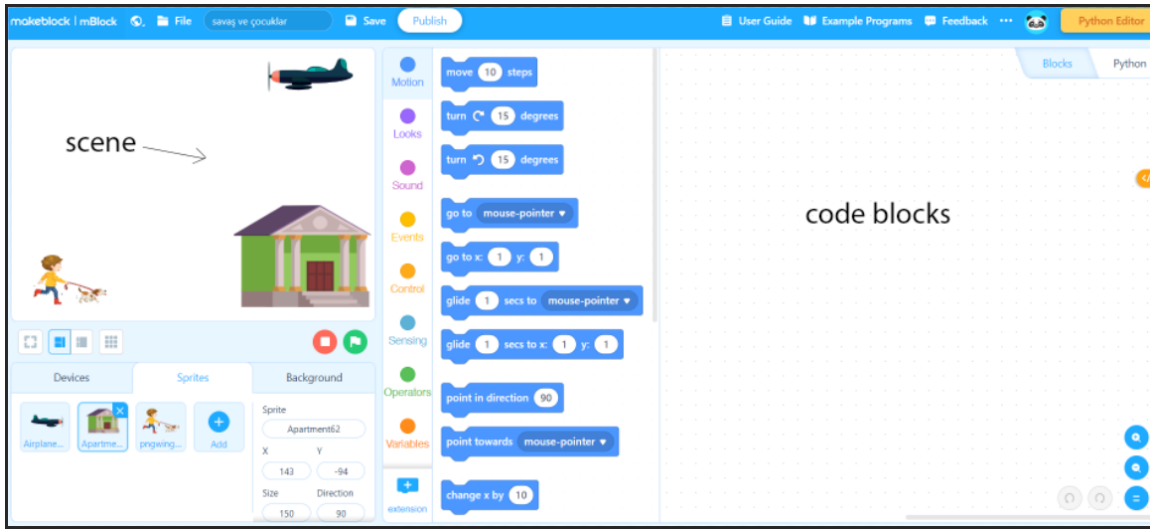 makeblock | mBlock File savaş ve çocuklar Save Publish User Guide Example Programs Feedback ... Python Editor
Blocks Python
scene
code blocks
Motion
Looks
Sound
Events
Control
Sensing
Operators
Variables
extension
move 10 steps
turn 15 degrees
turn 15 degrees
go to mouse-pointer
go to x: 1 y: 1
glide 1 secs to mouse-pointer
glide 1 secs to x: 1 y: 1
point in direction 90
point towards mouse-pointer
change x by 10
Devices Sprites Background
Airplane... Apartme... pngwing... Add
Sprite
Apartment62
X Y
143 -94
Size Direction
150 90